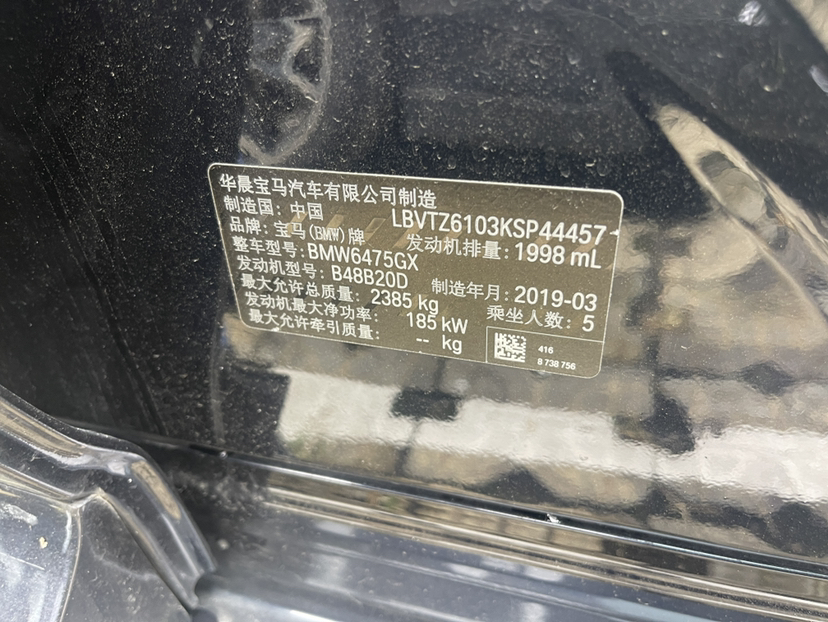 华晨宝马汽车有限公司制造
制造国: 中国 LBVTZ6103KSP44457
品牌: 宝马(BMW)牌 发动机排量: 1998 mL
整车型号: BMW6475GX
发动机型号: B48B20D 制造年月: 2019-03
最大允许总质量: 2385 kg 乘坐人数: 5
发动机最大净功率: 185 kW
最大允许牵引质量: -- kg
416
8 738 756